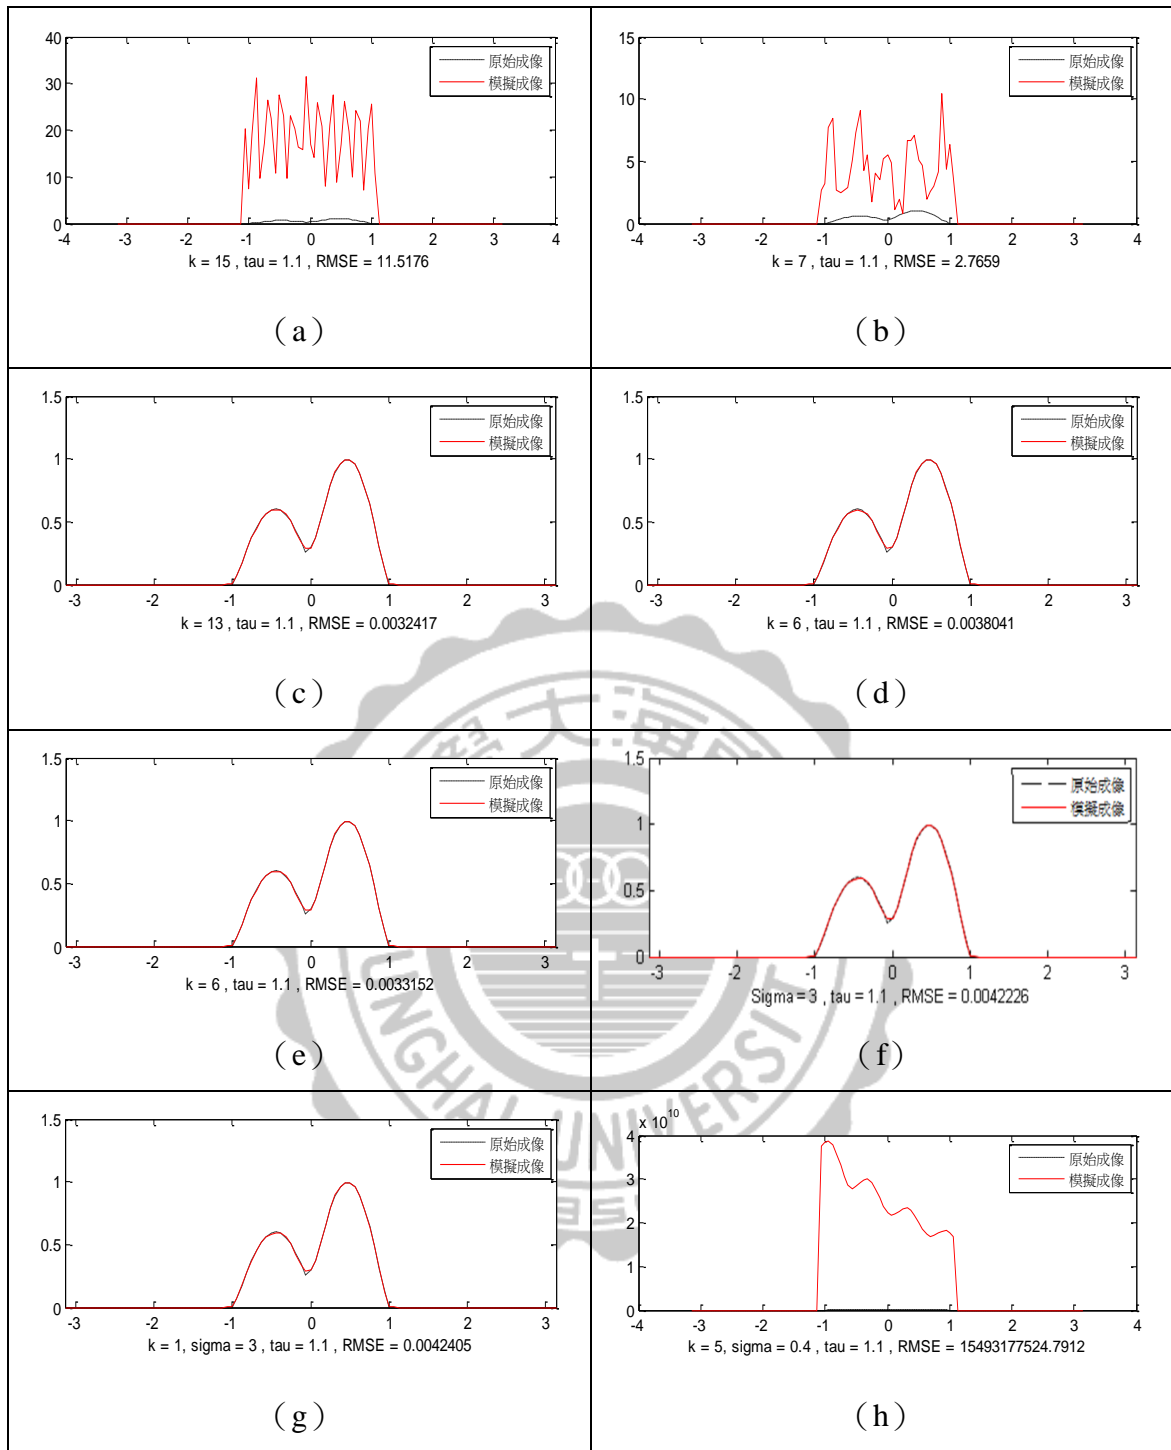 40
30
20
10
0
-4 -3 -2 -1 0 1 2 3 4
原始成像
模擬成像
k = 15 , tau = 1.1 , RMSE = 11.5176
(a)
15
10
5
0
-4 -3 -2 -1 0 1 2 3 4
原始成像
模擬成像
k = 7 , tau = 1.1 , RMSE = 2.7659
(b)
1.5
1
0.5
0
-3 -2 -1 0 1 2 3
原始成像
模擬成像
k = 13 , tau = 1.1 , RMSE = 0.0032417
(c)
1.5
1
0.5
0
-3 -2 -1 0 1 2 3
原始成像
模擬成像
k = 6 , tau = 1.1 , RMSE = 0.0038041
(d)
1.5
1
0.5
0
-3 -2 -1 0 1 2 3
原始成像
模擬成像
k = 6 , tau = 1.1 , RMSE = 0.0033152
(e)
1.5
1
0.5
0
-3 -2 -1 0 1 2 3
原始成像
模擬成像
Sigma = 3 , tau = 1.1 , RMSE = 0.0042226
(f)
1.5
1
0.5
0
-3 -2 -1 0 1 2 3
原始成像
模擬成像
k = 1, sigma = 3 , tau = 1.1 , RMSE = 0.0042405
(g)
x 10^10
4
3
2
1
0
-4 -3 -2 -1 0 1 2 3 4
原始成像
模擬成像
k = 5, sigma = 0.4 , tau = 1.1 , RMSE = 15493177524.7912
(h)